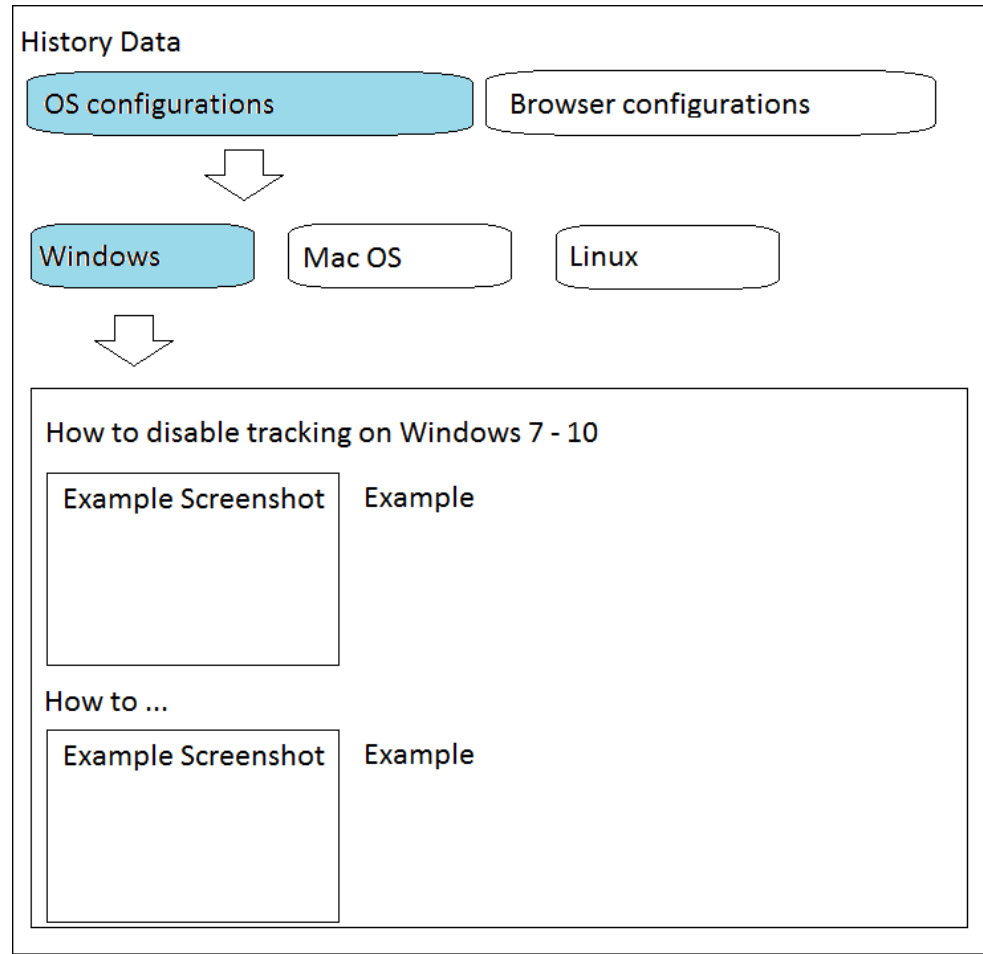 History Data
OS configurations
Browser configurations
Windows
Mac OS
Linux
How to disable tracking on Windows 7 - 10
Example Screenshot
Example
How to ...
Example Screenshot
Example